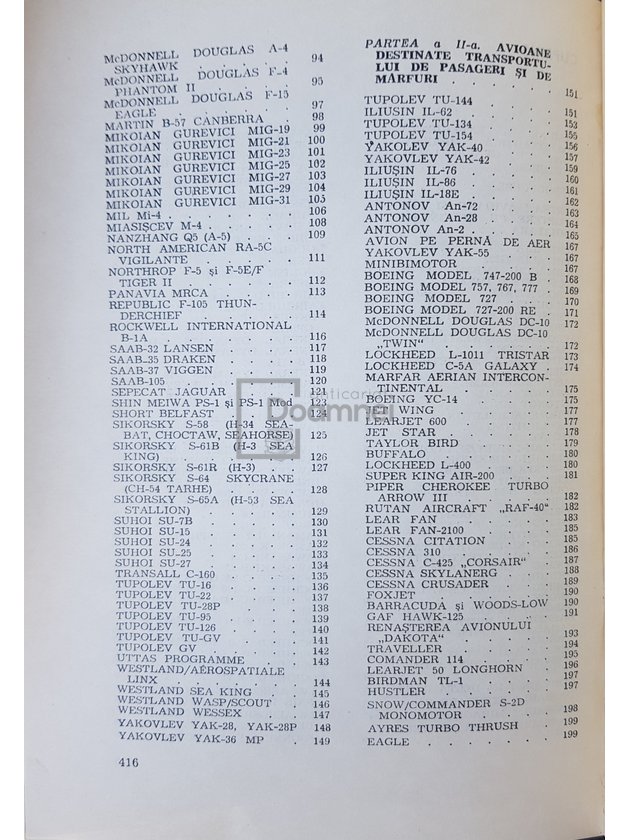 McDONNELL DOUGLAS A-4
SKYHAWK . . . . . 94
McDONNELL DOUGLAS F-4
PHANTOM II . . . . 95
McDONNELL DOUGLAS F-15
EAGLE . . . . . . 97
MARTIN B-57 CANBERRA . 98
MIKOIAN GUREVICI MIG-19 99
MIKOIAN GUREVICI MIG-21 100
MIKOIAN GUREVICI MIG-23 101
MIKOIAN GUREVICI MIG-25 102
MIKOIAN GUREVICI MIG-27 103
MIKOIAN GUREVICI MIG-29 104
MIKOIAN GUREVICI MIG-31 105
MIL Mi-4 . . . . . . 106
MIASIŞCEV M-4 . . . . 108
NANZHANG Q5 (A-5) . . . 109
NORTH AMERICAN RA-5C
VIGILANTE . . . . . 111
NORTHROP F-5 şi F-5E/F
TIGER II . . . . . 112
PANAVIA MRCA . . . . 113
REPUBLIC F-105 THUN-
DERCHIEF . . . . . 114
ROCKWELL INTERNATIONAL
B-1A . . . . . . 116
SAAB-32 LANSEN . . . . 117
SAAB-35 DRAKEN . . . . 118
SAAB-37 VIGGEN . . . . 119
SAAB-105 . . . . . . 120
SEPECAT JAGUAR . . . . 121
SHIN MEIWA PS-1 şi PS-1 Mod 123
SHORT BELFAST . . . . 124
SIKORSKY S-58 (H-34 SEA-
BAT, CHOCTAW, SEAHORSE) 125
SIKORSKY S-61B (H-3 SEA
KING) . . . . . . 126
SIKORSKY S-61R (H-3) . . 127
SIKORSKY S-64 SKYCRANE
(CH-54 TARHE) . . . . 128
SIKORSKY S-65A (H-53 SEA
STALLION) . . . . . 129
SUHOI SU-7B . . . . . 130
SUHOI SU-15 . . . . . 131
SUHOI SU-24 . . . . . 132
SUHOI SU-25 . . . . . 133
SUHOI SU-27 . . . . . 134
TRANSALL C-160 . . . . 135
TUPOLEV TU-16 . . . . 136
TUPOLEV TU-22 . . . . 137
TUPOLEV TU-28P . . . . 138
TUPOLEV TU-95 . . . . 139
TUPOLEV TU-126 . . . . 140
TUPOLEV TU-GV . . . . 141
TUPOLEV GV . . . . . 142
UTTAS PROGRAMME . . . 143
WESTLAND/AÉROSPATIALE
LINX . . . . . . 144
WESTLAND SEA KING . . 145
WESTLAND WASP/SCOUT . 146
WESTLAND WESSEX . . . 147
YAKOVLEV YAK-28, YAK-28P 148
YAKOVLEV YAK-36 MP . . 149
416
PARTEA a II-a. AVIOANE
DESTINATE TRANSPORTU-
LUI DE PASAGERI ŞI DE
MĂRFURI . . . . . 151
TUPOLEV TU-144 . . . . 151
ILIUSIN IL-62 . . . . . 153
TUPOLEV TU-134 . . . . 155
TUPOLEV TU-154 . . . . 156
YAKOLEV YAK-40 . . . . 157
YAKOVLEV YAK-42 . . . 159
ILIUŞIN IL-76 . . . . . 160
ILIUŞIN IL-86 . . . . . 161
ILIUŞIN IL-18E . . . . 162
ANTONOV An-72 . . . . 163
ANTONOV An-28 . . . . 164
ANTONOV An-2 . . . . 165
AVION PE PERNĂ DE AER 167
YAKOVLEV YAK-55 . . . 167
MINIBIMOTOR . . . . . 167
BOEING MODEL 747-200 B . 168
BOEING MODEL 757, 767, 777 169
BOEING MODEL 727 . . . 170
BOEING MODEL 727-200 RE . 171
McDONNELL DOUGLAS DC-10 172
McDONNELL DOUGLAS DC-10
„TWIN" . . . . . . 172
LOCKHEED L-1011 TRISTAR 173
LOCKHEED C-5A GALAXY . 174
MARFAR AERIAN INTERCON-
TINENTAL . . . . . 175
BOEING YC-14 . . . . . 175
WING . . . . . 177
LEARJET 600 . . . . . 177
JET STAR . . . . . . 178
TAYLOR BIRD . . . . . 179
BUFFALO . . . . . . 180
LOCKHEED L-400 . . . . 180
SUPER KING AIR-200 . . . 181
PIPER CHEROKEE TURBO
ARROW III . . . . . 182
RUTAN AIRCRAFT „RAF-40" 182
LEAR FAN . . . . . . 183
LEAR FAN-2100 . . . . 185
CESSNA CITATION . . . . 185
CESSNA 310 . . . . . 186
CESSNA C-425 „CORSAIR" . 187
CESSNA SKYLANERG . . . 188
CESSNA CRUSADER . . . 189
FOXJET . . . . . . 190
BARRACUDA şi WOODS-LOW 190
GAF HAWK-125 . . . . 191
RENAŞTEREA AVIONULUI
„DAKOTA" . . . . . 193
TRAVELLER . . . . . 194
COMANDER 114 . . . . 195
LEARJET 50 LONGHORN . . 196
BIRDMAN TL-1 . . . . 197
HUSTLER . . . . . . 197
SNOW/COMMANDER S-2D
MONOMOTOR . . . . 198
AYRES TURBO THRUSH . . 199
EAGLE . . . . . . 199